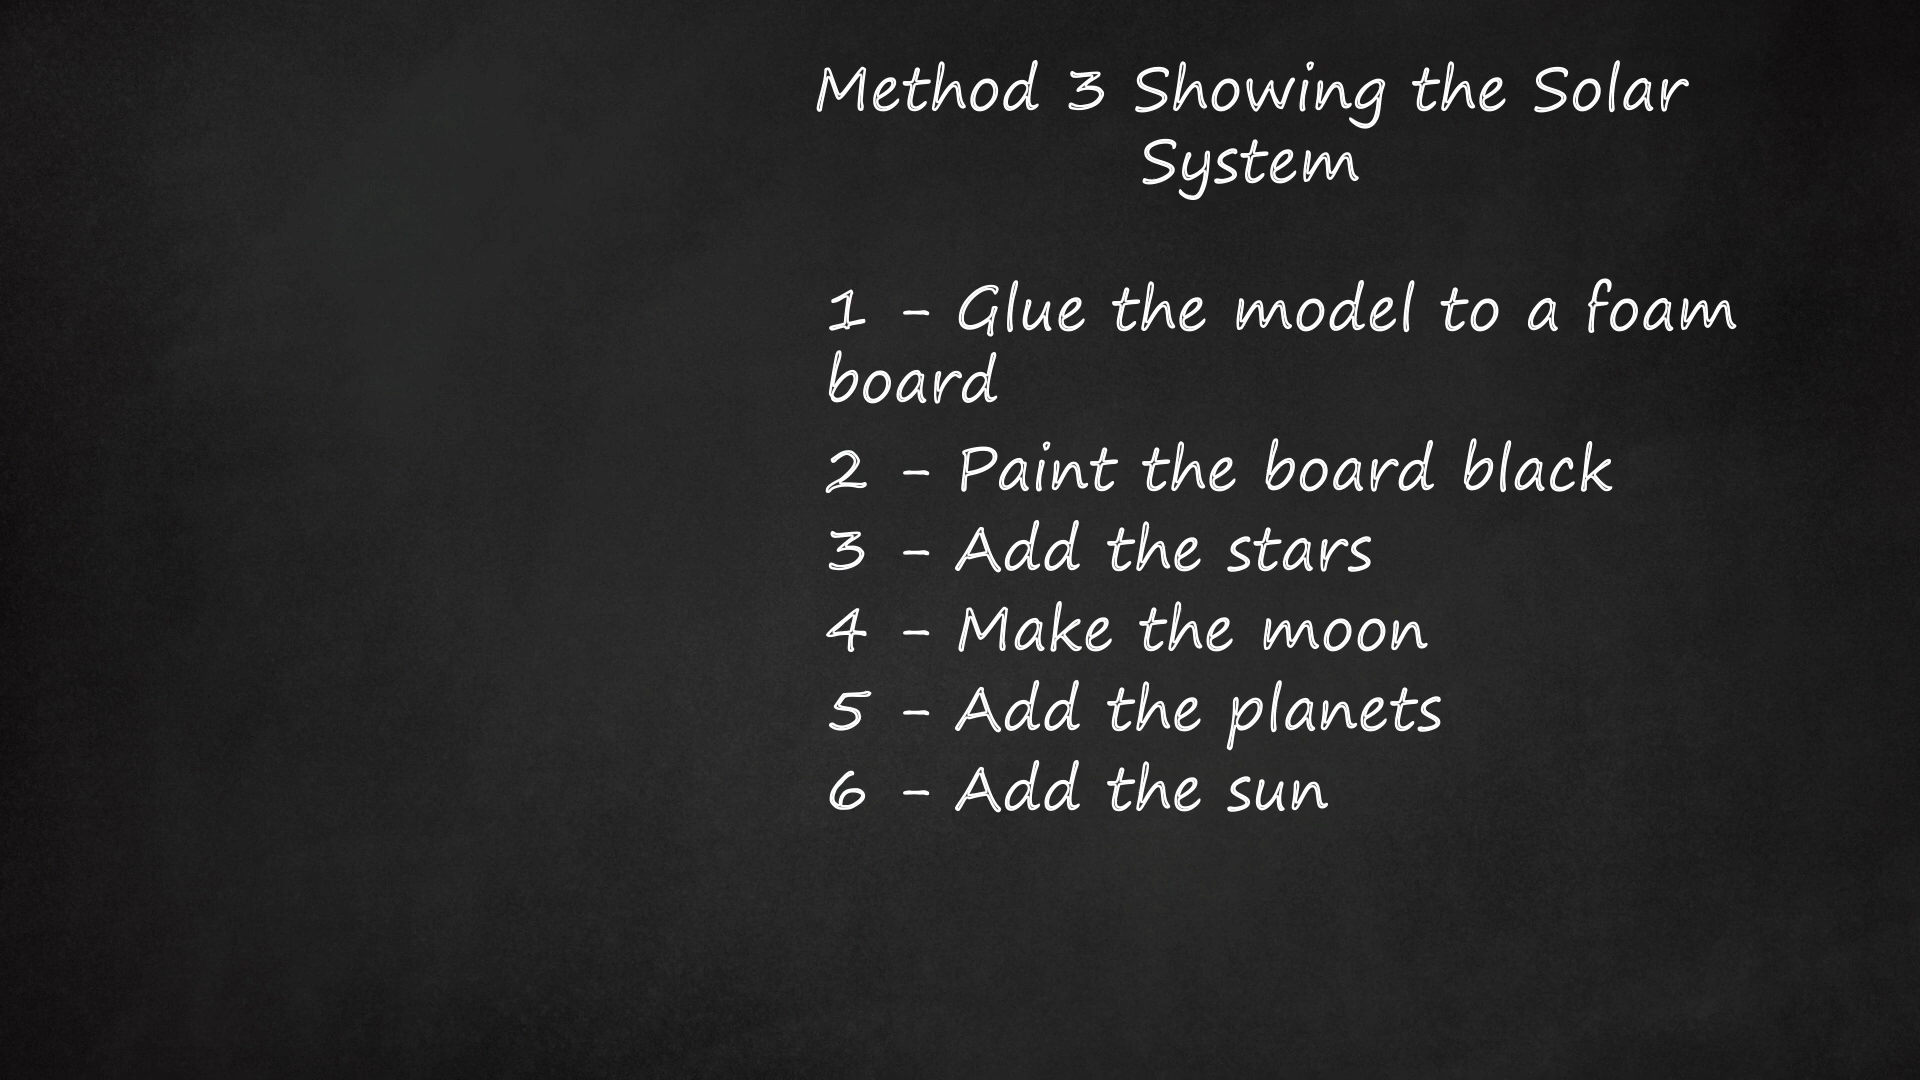 Method 3 Showing the Solar
System
1 - Glue the model to a foam
board
2 - Paint the board black
3 - Add the stars
4 - Make the moon
5 - Add the planets
6 - Add the sun